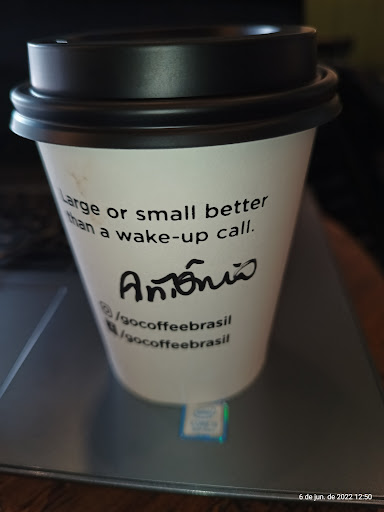 Large or small better
than a wake-up call.
Antônio
/gocoffeebrasil
/gocoffeebrasil
6 de jun. de 2022 12:50